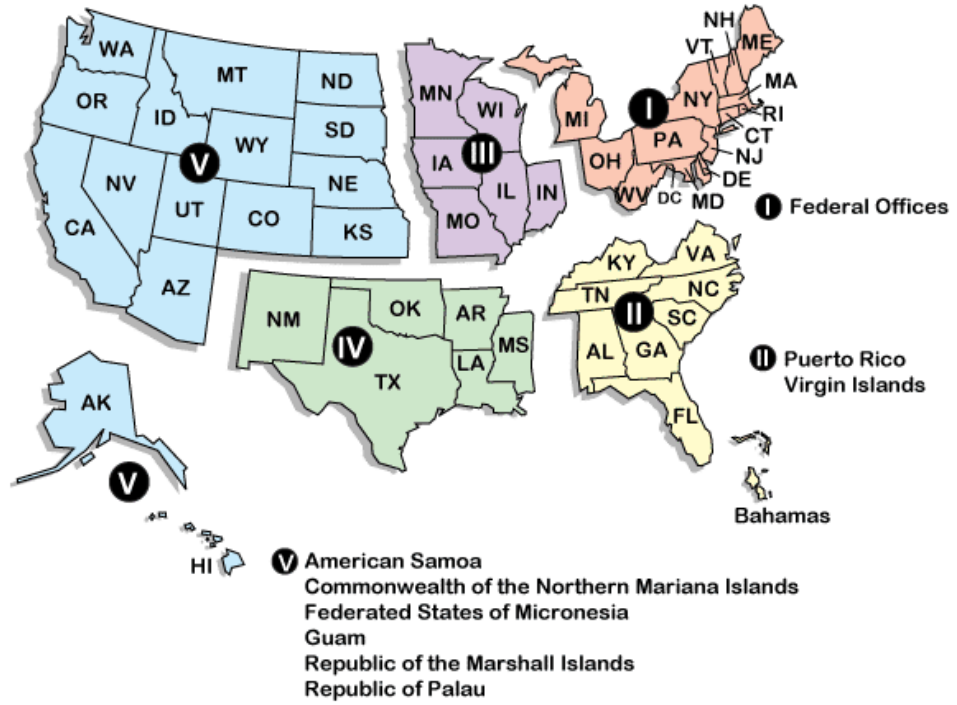 WA
MT
ND
OR
ID
SD
WY
NE
V
NV
UT
CO
KS
CA
AZ
MN
WI
IA
III
IL
IN
MO
NH
VT
ME
MA
NY
I
MI
RI
PA
CT
OH
NJ
DE
WV
DC
MD
I Federal Offices
KY
VA
TN
NC
II
SC
AL
GA
FL
II Puerto Rico
Virgin Islands
Bahamas
NM
OK
AR
IV
MS
LA
TX
AK
V
HI
V American Samoa
Commonwealth of the Northern Mariana Islands
Federated States of Micronesia
Guam
Republic of the Marshall Islands
Republic of Palau